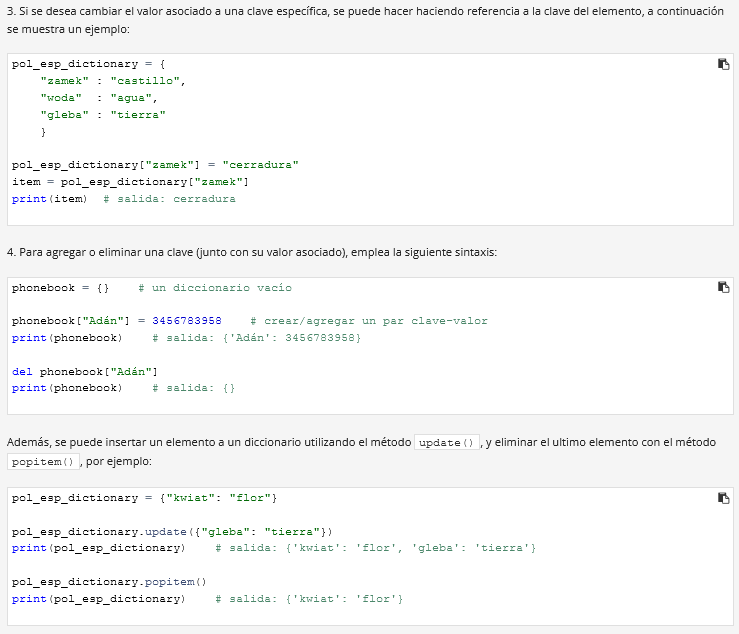 3. Si se desea cambiar el valor asociado a una clave específica, se puede hacer haciendo referencia a la clave del elemento, a continuación
se muestra un ejemplo:
pol_esp_dictionary = {
    "zamek" : "castillo",
    "woda"  : "agua",
    "gleba" : "tierra"
    }
pol_esp_dictionary["zamek"] = "cerradura"
item = pol_esp_dictionary["zamek"]
print(item)  # salida: cerradura
4. Para agregar o eliminar una clave (junto con su valor asociado), emplea la siguiente sintaxis:
phonebook = {}    # un diccionario vacío
phonebook["Adán"] = 3456783958    # crear/agregar un par clave-valor
print(phonebook)    # salida: {'Adán': 3456783958}
del phonebook["Adán"]
print(phonebook)    # salida: {}
Además, se puede insertar un elemento a un diccionario utilizando el método update() , y eliminar el ultimo elemento con el método
popitem() , por ejemplo:
pol_esp_dictionary = {"kwiat": "flor"}
pol_esp_dictionary.update({"gleba": "tierra"})
print(pol_esp_dictionary)    # salida: {'kwiat': 'flor', 'gleba': 'tierra'}
pol_esp_dictionary.popitem()
print(pol_esp_dictionary)    # salida: {'kwiat': 'flor'}